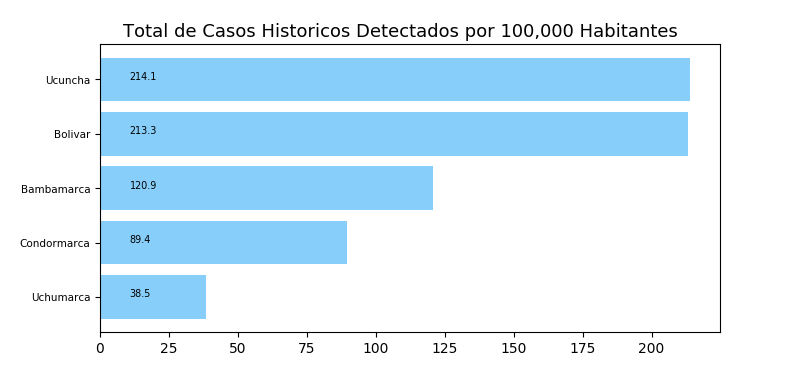 Total de Casos Historicos Detectados por 100,000 Habitantes
Ucuncha 214.1
Bolivar 213.3
Bambamarca 120.9
Condormarca 89.4
Uchumarca 38.5
0 25 50 75 100 125 150 175 200